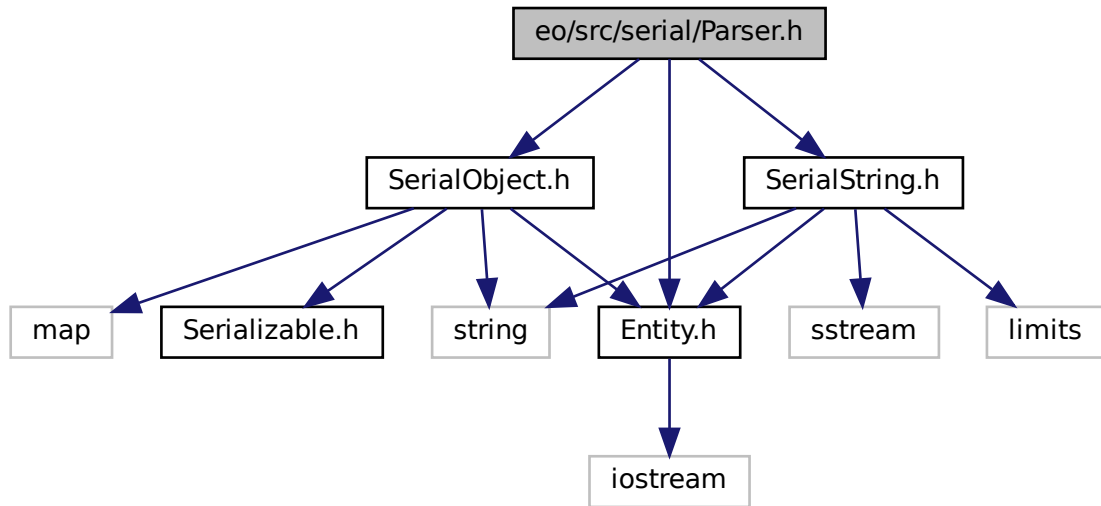 eo/src/serial/Parser.h
SerialObject.h
SerialString.h
map
Serializable.h
string
Entity.h
sstream
limits
iostream